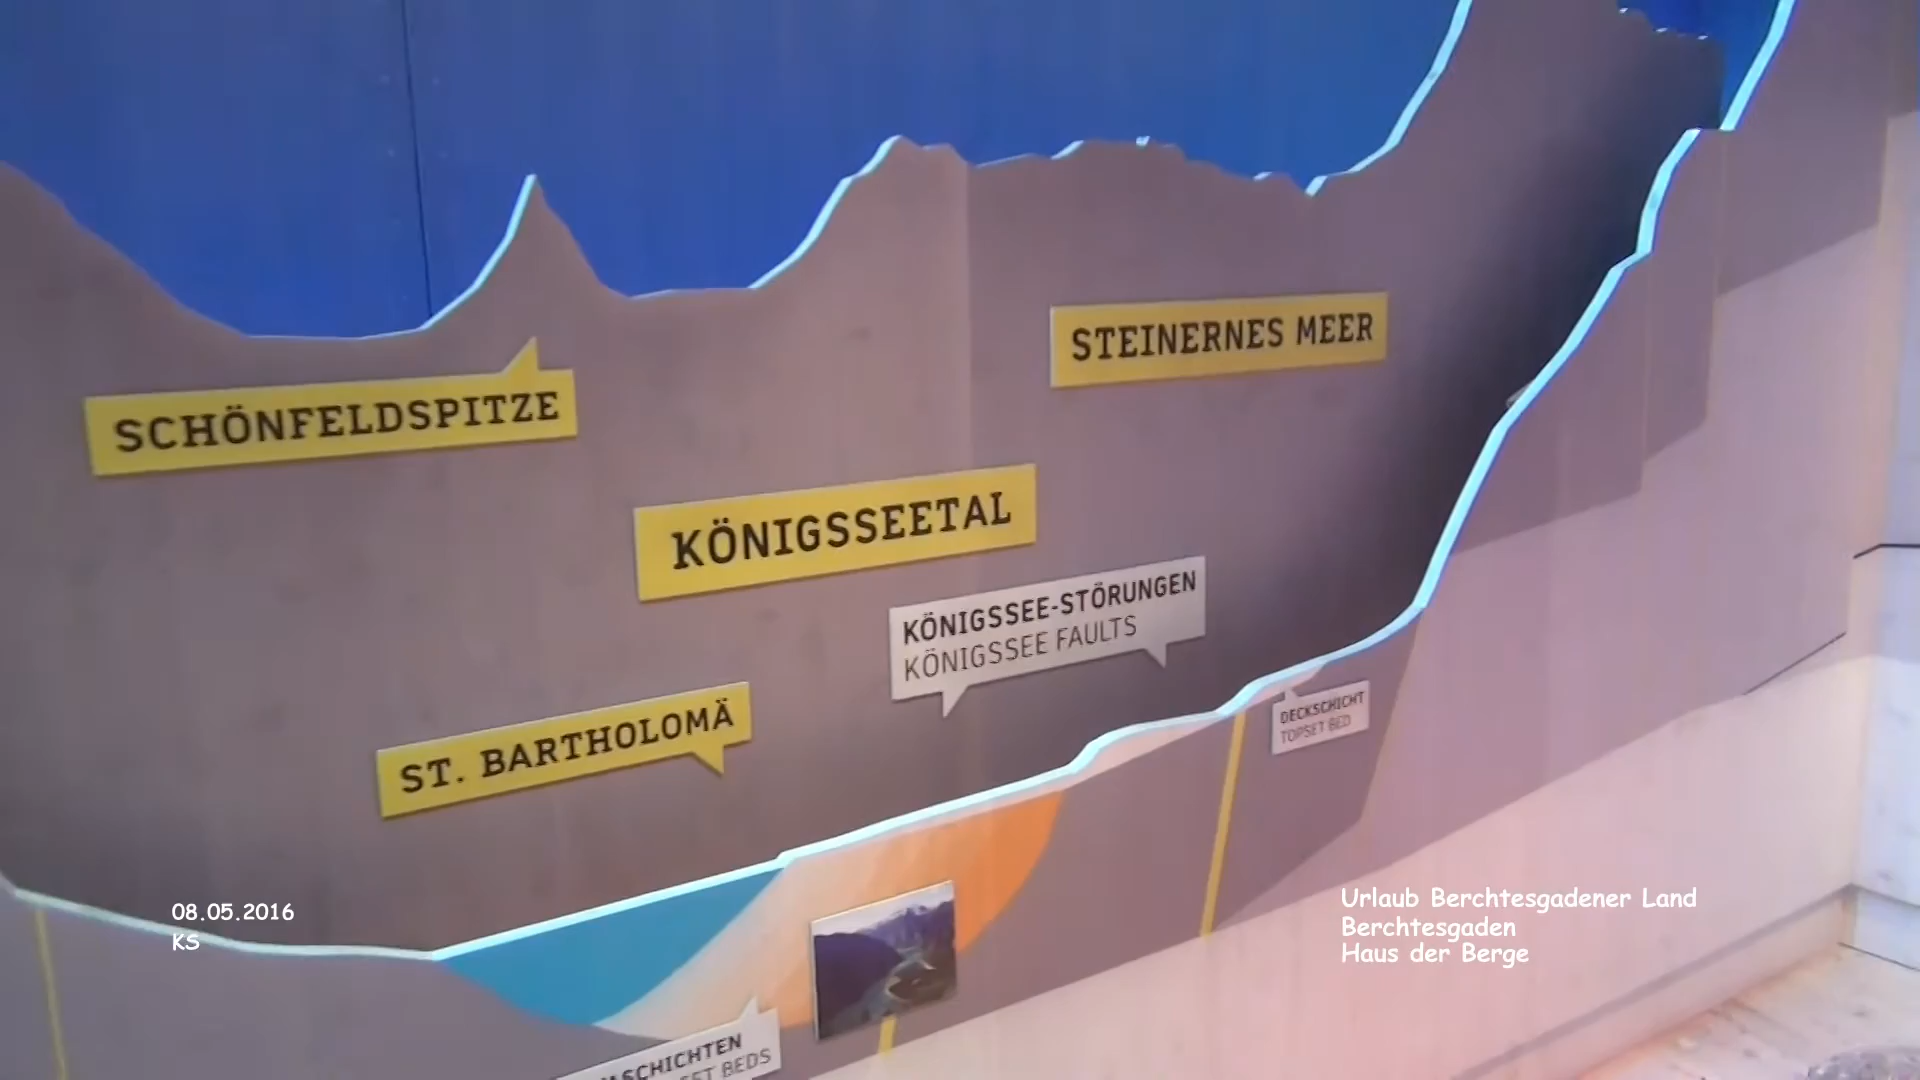 SCHÖNFELDSPITZE
STEINERNES MEER
KÖNIGSSEETAL
KÖNIGSSEE-STÖRUNGEN
KÖNIGSSEE FAULTS
ST. BARTHOLOMÄ
DECKSCHICHT
TOPSET BED
08.05.2016
KS
Urlaub Berchtesgadener Land
Berchtesgaden
Haus der Berge
BEDS